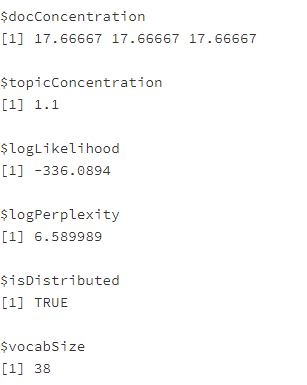 $docConcentration
[1] 17.66667 17.66667 17.66667
$topicConcentration
[1] 1.1
$logLikelihood
[1] -336.0894
$logPerplexity
[1] 6.589989
$isDistributed
[1] TRUE
$vocabSize
[1] 38